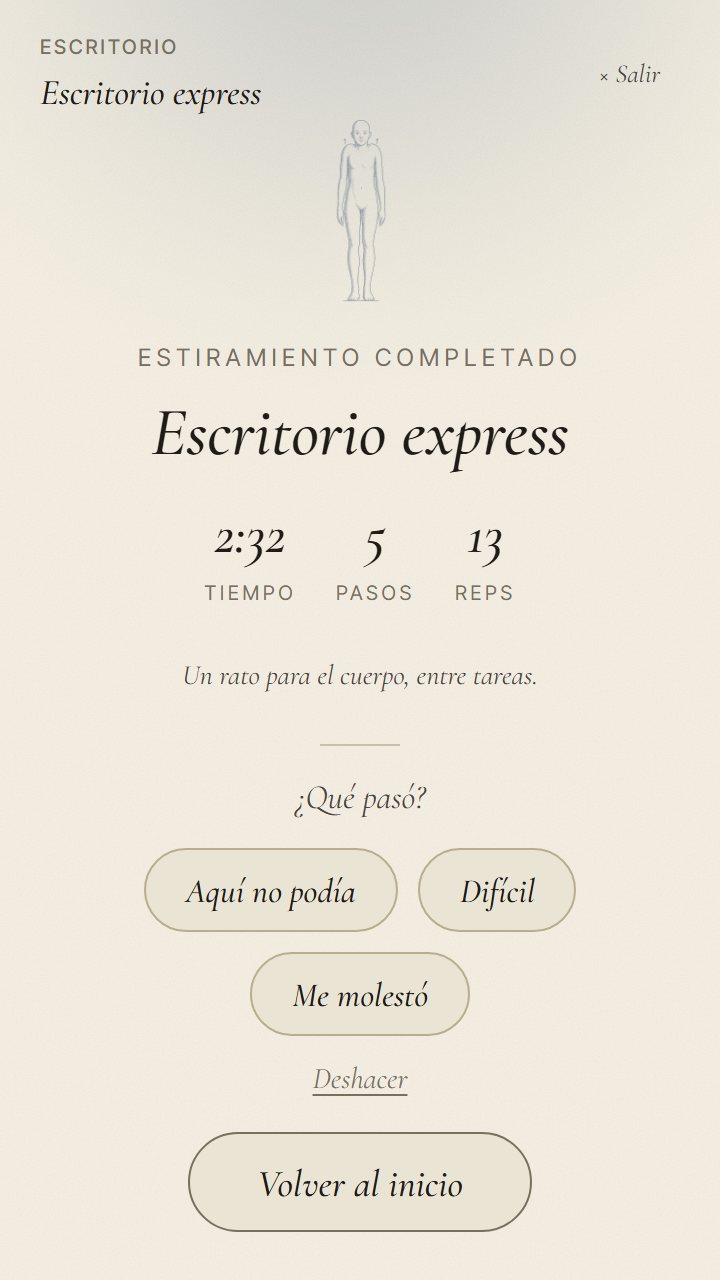 ESCRITORIO
Escritorio express
× Salir
ESTIRAMIENTO COMPLETADO
Escritorio express
2:32 5 13
TIEMPO PASOS REPS
Un rato para el cuerpo, entre tareas.
¿Qué pasó?
Aquí no podía Difícil
Me molestó
Deshacer
Volver al inicio